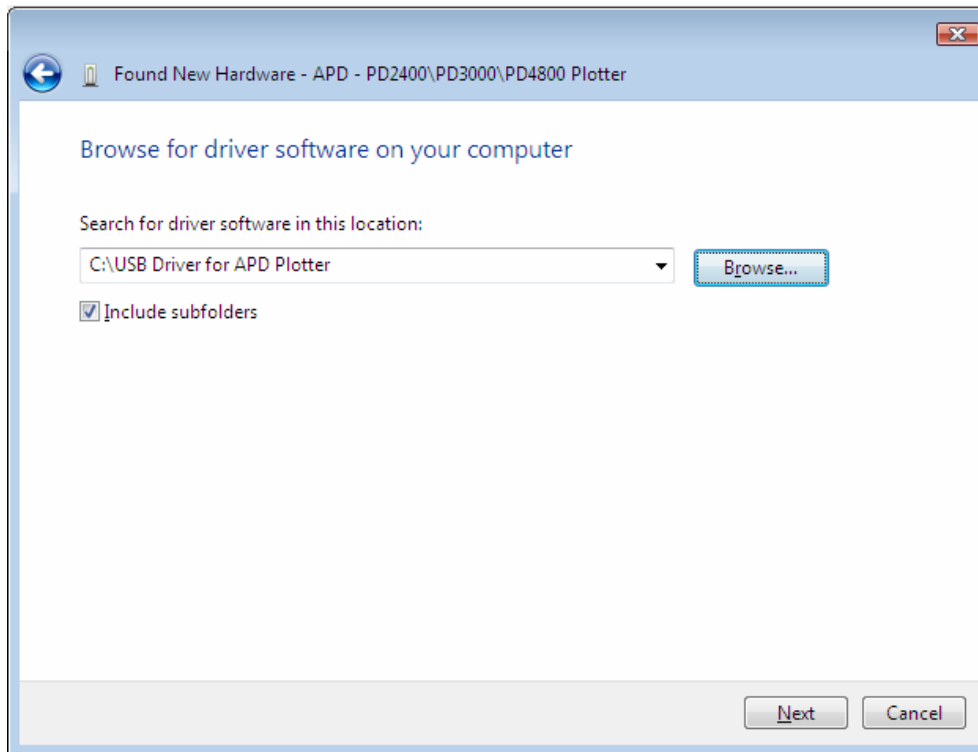 Found New Hardware - APD - PD2400\PD3000\PD4800 Plotter
Browse for driver software on your computer
Search for driver software in this location:
C:\USB Driver for APD Plotter
Browse...
Include subfolders
Next
Cancel